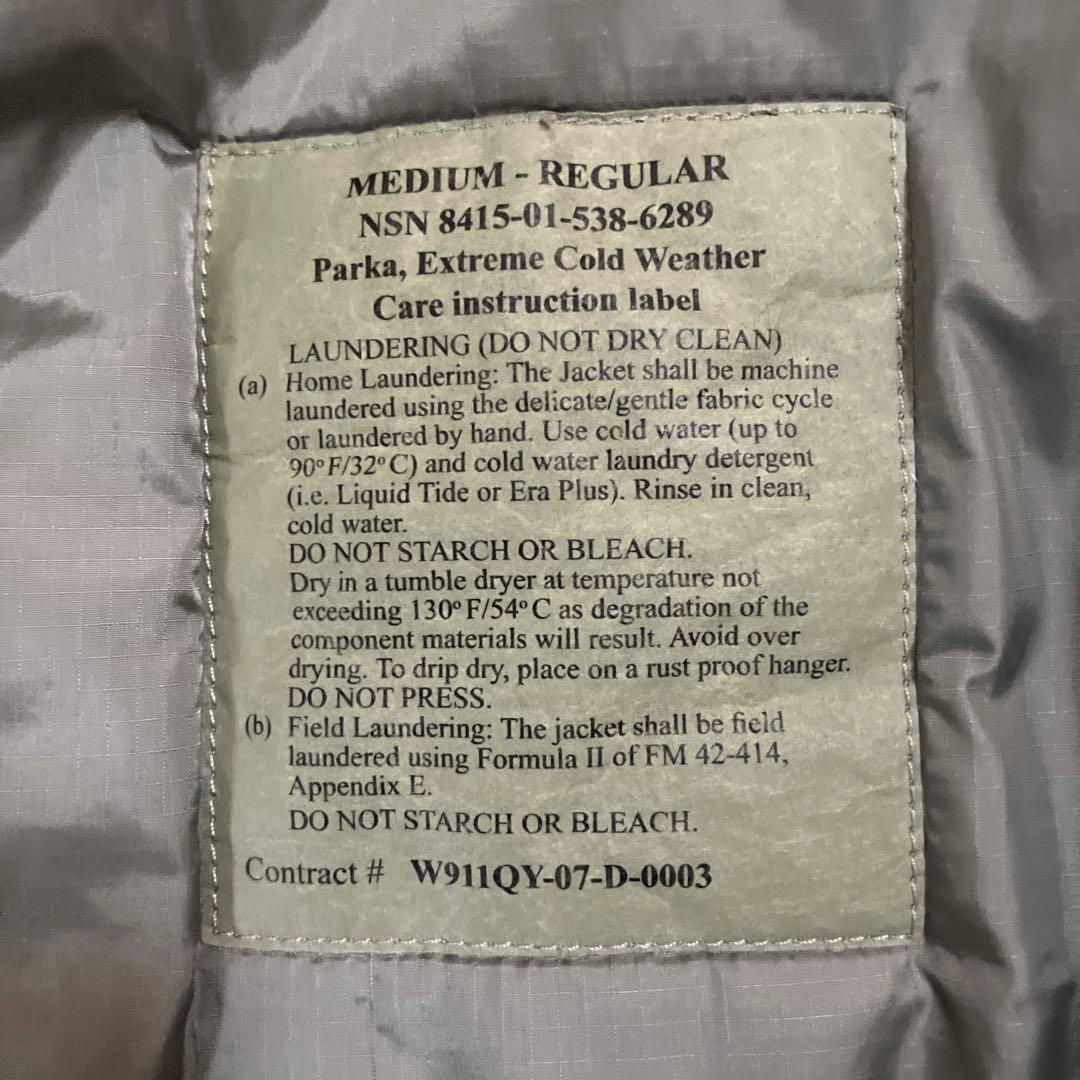 MEDIUM - REGULAR
NSN 8415-01-538-6289
Parka, Extreme Cold Weather
Care instruction label
LAUNDERING (DO NOT DRY CLEAN)
(a) Home Laundering: The Jacket shall be machine
laundered using the delicate/gentle fabric cycle
or laundered by hand. Use cold water (up to
90°F/32°C) and cold water laundry detergent
(i.e. Liquid Tide or Era Plus). Rinse in clean,
cold water.
DO NOT STARCH OR BLEACH.
Dry in a tumble dryer at temperature not
exceeding 130°F/54°C as degradation of the
component materials will result. Avoid over
drying. To drip dry, place on a rust proof hanger.
DO NOT PRESS.
(b) Field Laundering: The jacket shall be field
laundered using Formula II of FM 42-414,
Appendix E.
DO NOT STARCH OR BLEACH.
Contract # W911QY-07-D-0003